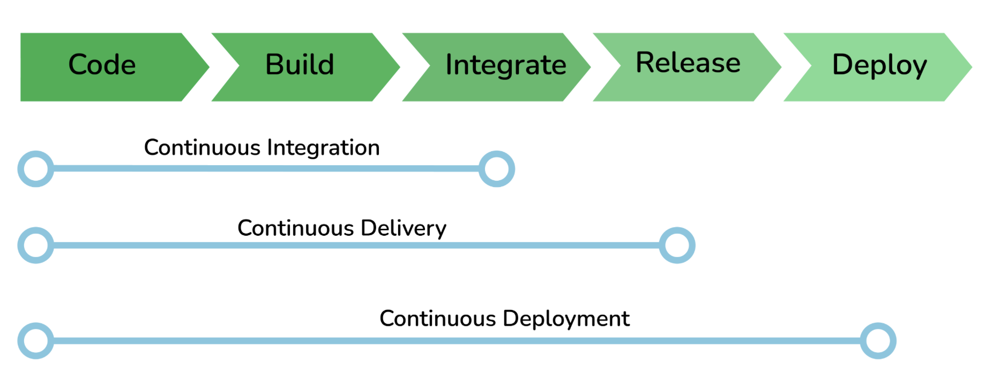 Code
Build
Integrate
Release
Deploy
Continuous Integration
Continuous Delivery
Continuous Deployment